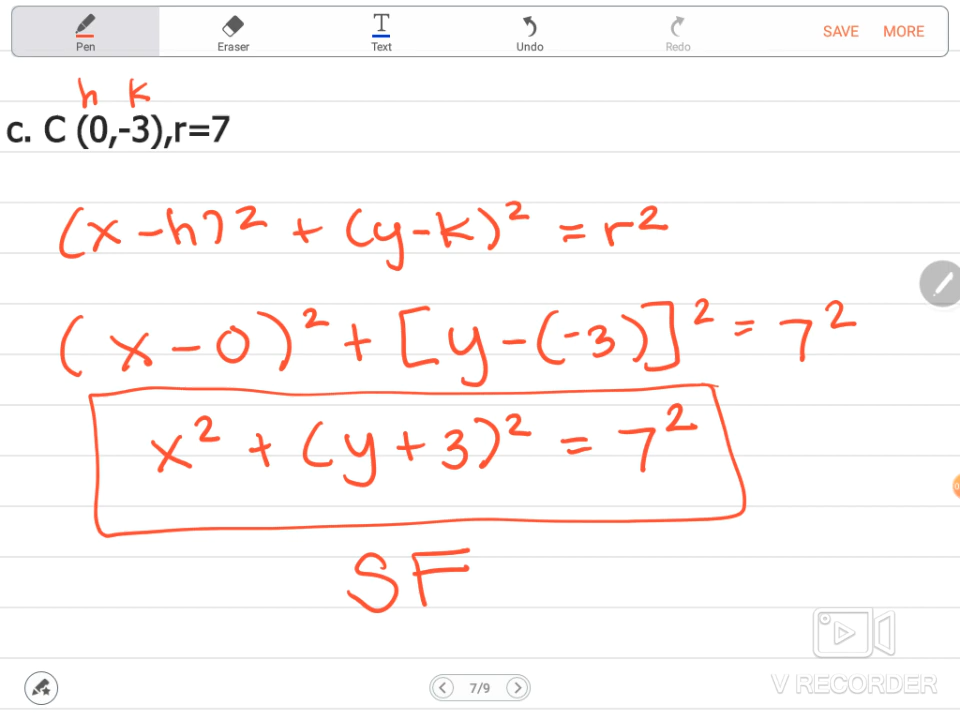 Pen Eraser Text Undo Redo SAVE MORE
h k
c. C (0,-3),r=7
(x-h)² + (y-k)² = r²
(x-0)² + [y-(-3)]² = 7²
x² + (y+3)² = 7²
SF
7/9
V RECORDER